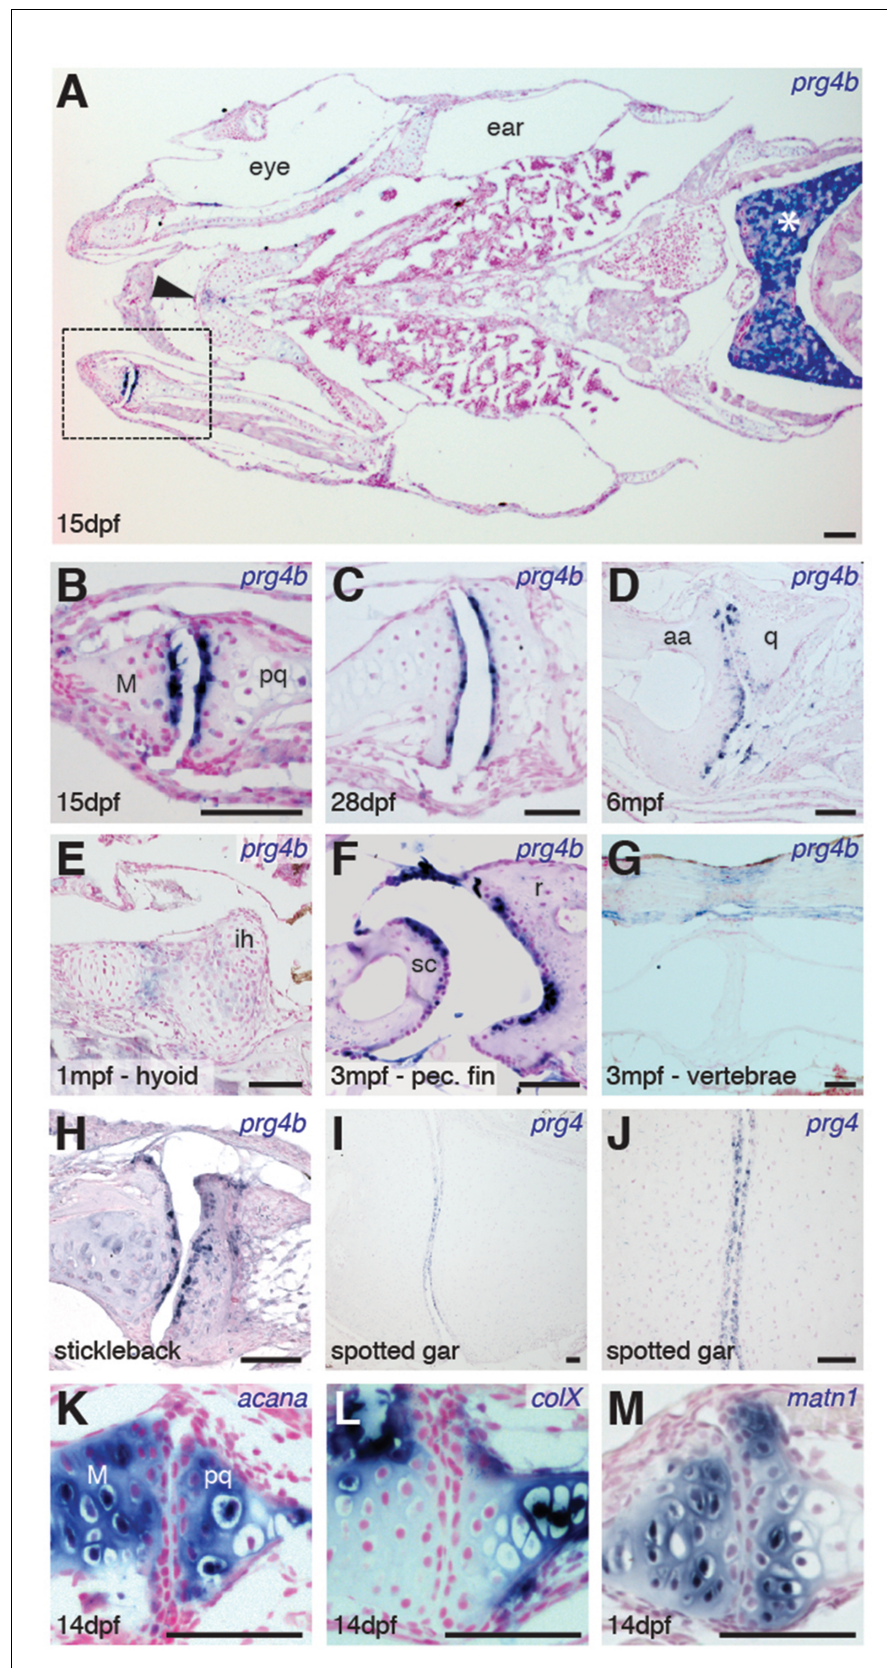 A prg4b
ear
eye
*
15dpf
B prg4b
M pq
15dpf
C prg4b
28dpf
D prg4b
aa q
6mpf
E prg4b
ih
1mpf - hyoid
F prg4b
r
sc
3mpf - pec. fin
G prg4b
3mpf - vertebrae
H prg4b
stickleback
I prg4
spotted gar
J prg4
spotted gar
K acana
M pq
14dpf
L colX
14dpf
M matn1
14dpf